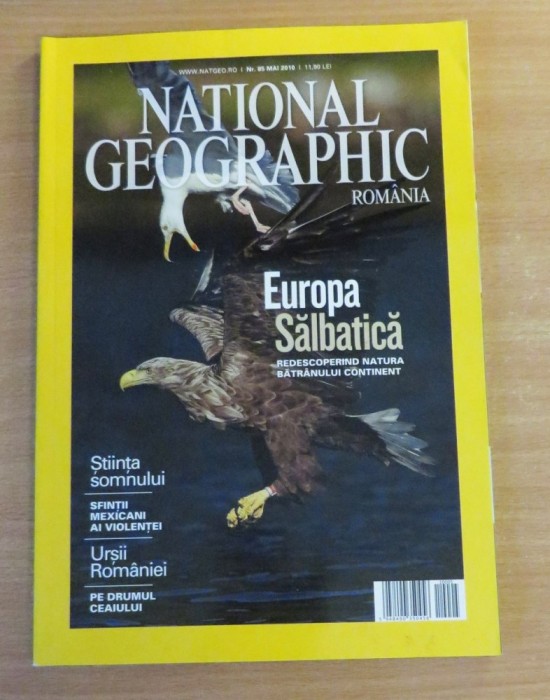 WWW.NATGEO.RO | Nr. 85 MAI 2010 | 11,90 LEI
NATIONAL
GEOGRAPHIC
ROMÂNIA
Europa
Sălbatică
REDESCOPERIND NATURA
BĂTRÂNULUI CONTINENT
Știința
somnului
SFINȚII
MEXICANI
AI VIOLENȚEI
Urșii
României
PE DRUMUL
CEAIULUI